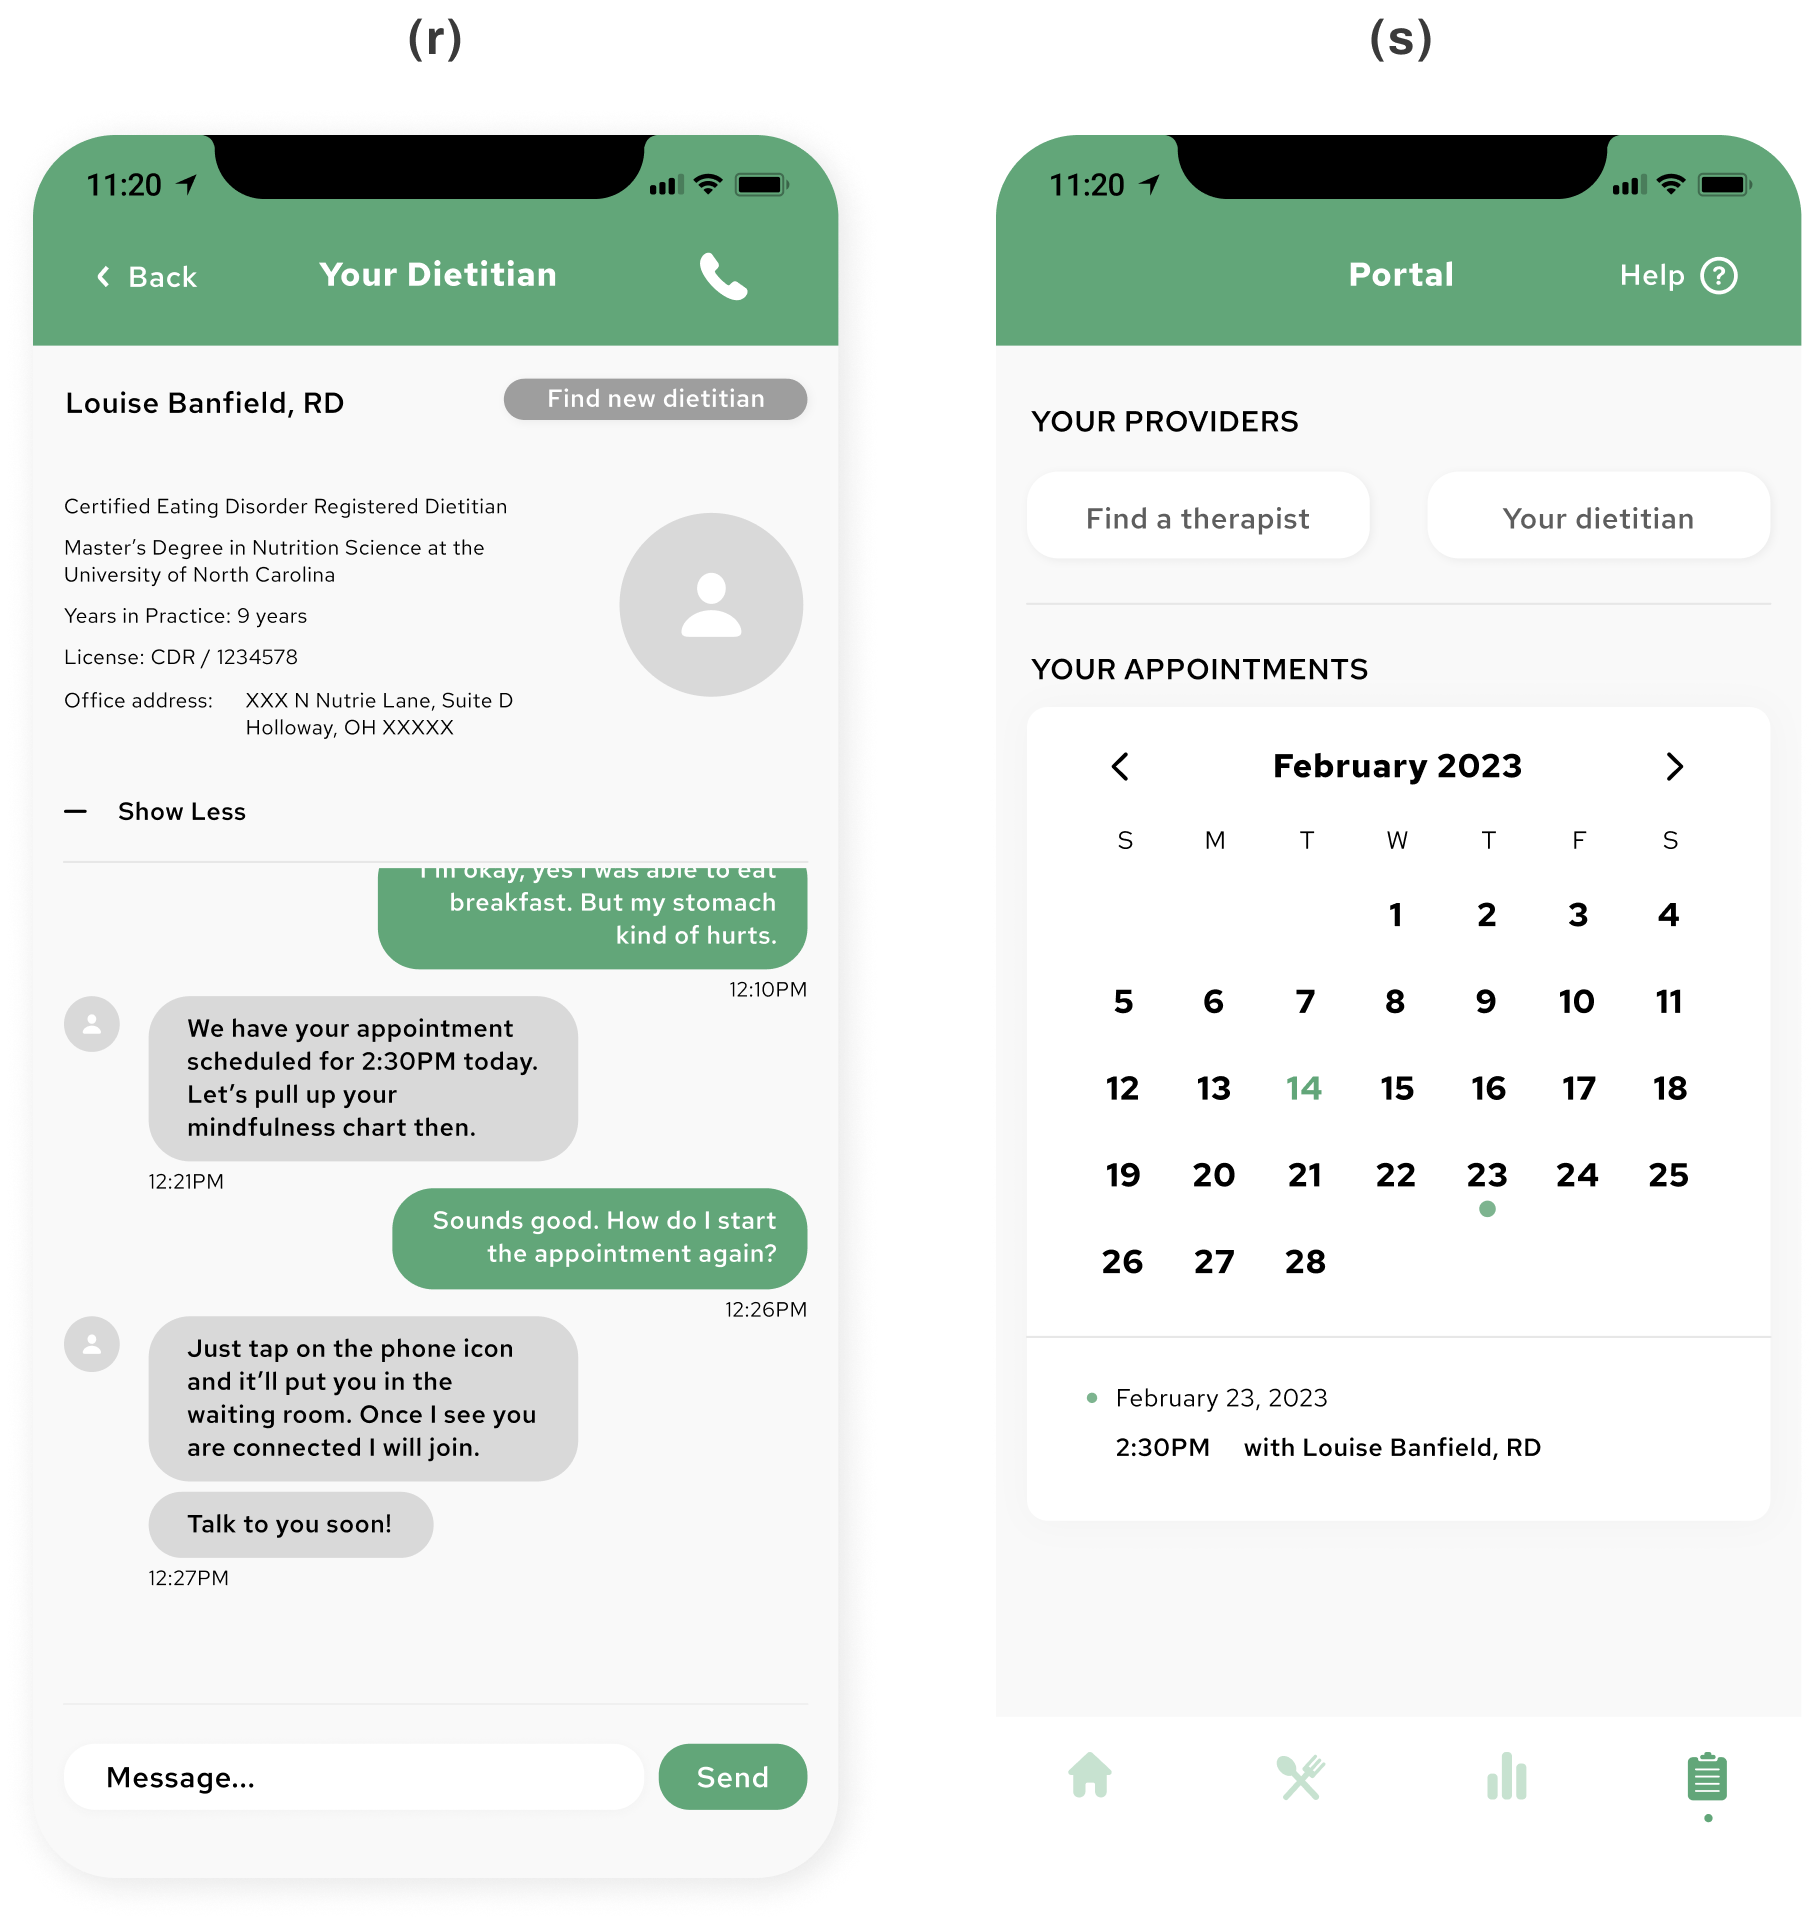 (r)
11:20
Back
Your Dietitian
Louise Banfield, RD
Find new dietitian
Certified Eating Disorder Registered Dietitian
Master’s Degree in Nutrition Science at the
University of North Carolina
Years in Practice: 9 years
License: CDR / 1234578
Office address:
XXX N Nutrie Lane, Suite D
Holloway, OH XXXXX
Show Less
I’m okay, yes I was able to eat
breakfast. But my stomach
kind of hurts.
12:10PM
We have your appointment
scheduled for 2:30PM today.
Let’s pull up your
mindfulness chart then.
12:21PM
Sounds good. How do I start
the appointment again?
12:26PM
Just tap on the phone icon
and it’ll put you in the
waiting room. Once I see you
are connected I will join.
Talk to you soon!
12:27PM
Message...
Send
(s)
11:20
Portal
Help ?
YOUR PROVIDERS
Find a therapist
Your dietitian
YOUR APPOINTMENTS
February 2023
S M T W T F S
1 2 3 4
5 6 7 8 9 10 11
12 13 14 15 16 17 18
19 20 21 22 23 24 25
26 27 28
February 23, 2023
2:30PM with Louise Banfield, RD